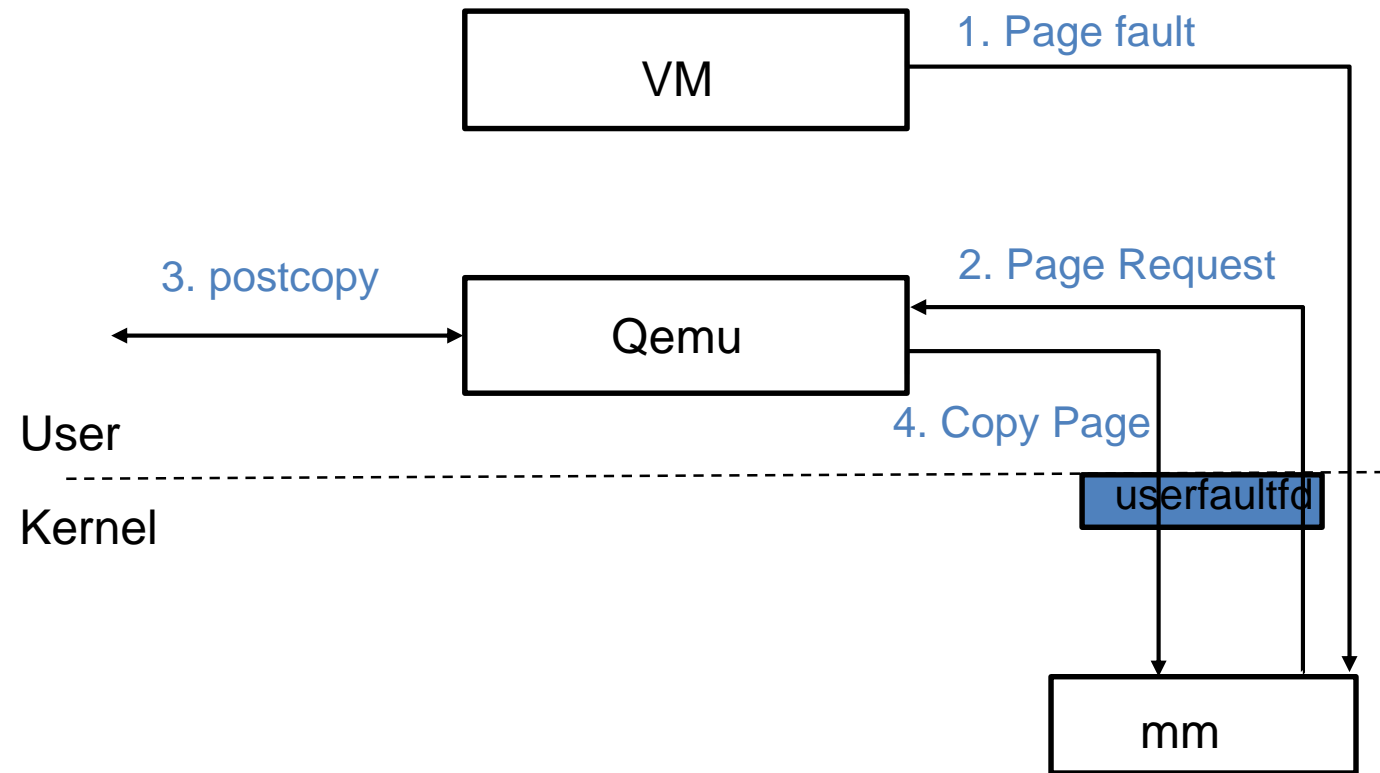 1. Page fault
VM
2. Page Request
3. postcopy
Qemu
4. Copy Page
User
userfaultfd
Kernel
mm